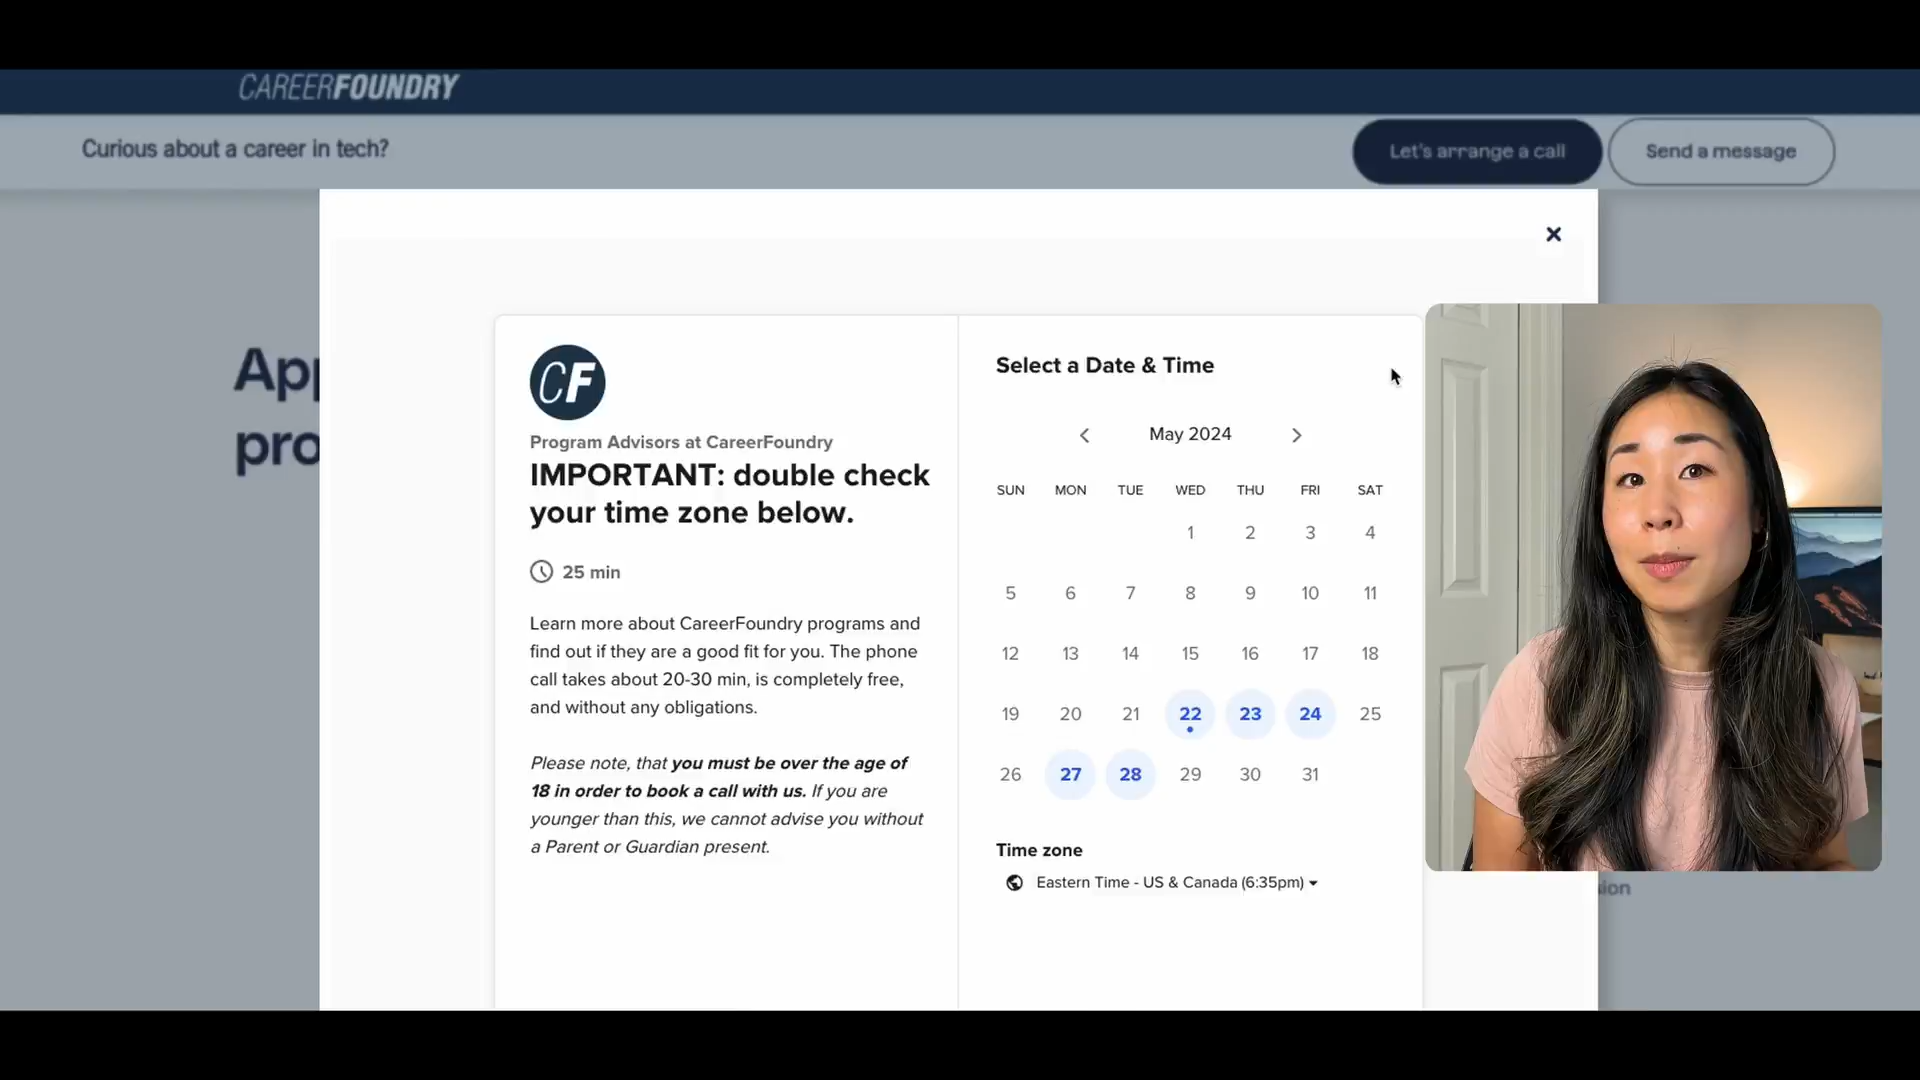 CAREERFOUNDRY
Curious about a career in tech?
Let's arrange a call
Send a message
App
pro
CF
Program Advisors at CareerFoundry
IMPORTANT: double check
your time zone below.
25 min
Learn more about CareerFoundry programs and
find out if they are a good fit for you. The phone
call takes about 20-30 min, is completely free,
and without any obligations.
Please note, that you must be over the age of
18 in order to book a call with us. If you are
younger than this, we cannot advise you without
a Parent or Guardian present.
Select a Date & Time
May 2024
SUN MON TUE WED THU FRI SAT
1 2 3 4
5 6 7 8 9 10 11
12 13 14 15 16 17 18
19 20 21 22 23 24 25
26 27 28 29 30 31
Time zone
Eastern Time - US & Canada (6:35pm)
sion